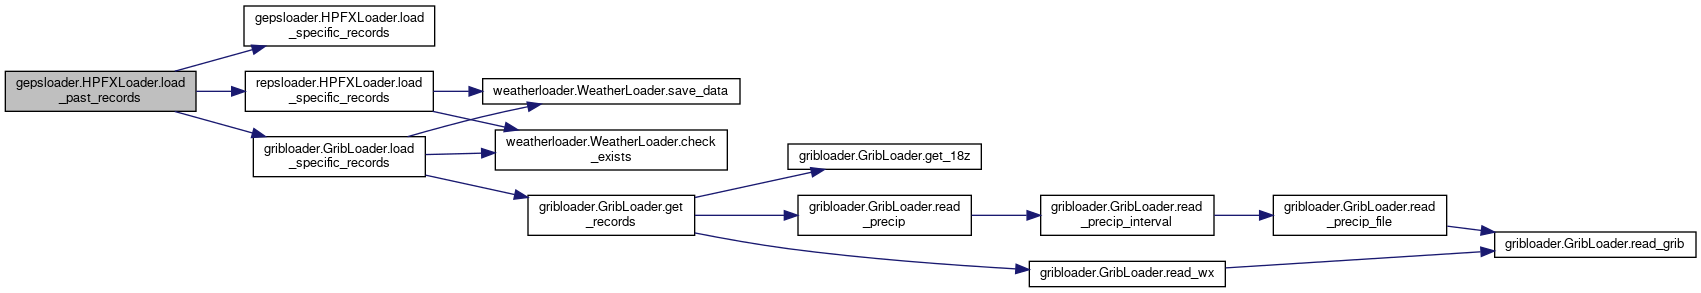 gepsloader.HPFXLoader.load
_past_records
gepsloader.HPFXLoader.load
_specific_records
repsloader.HPFXLoader.load
_specific_records
gribloader.GribLoader.load
_specific_records
weatherloader.WeatherLoader.save_data
weatherloader.WeatherLoader.check
_exists
gribloader.GribLoader.get
_records
gribloader.GribLoader.get_18z
gribloader.GribLoader.read
_precip
gribloader.GribLoader.read
_precip_interval
gribloader.GribLoader.read
_precip_file
gribloader.GribLoader.read_wx
gribloader.GribLoader.read_grib